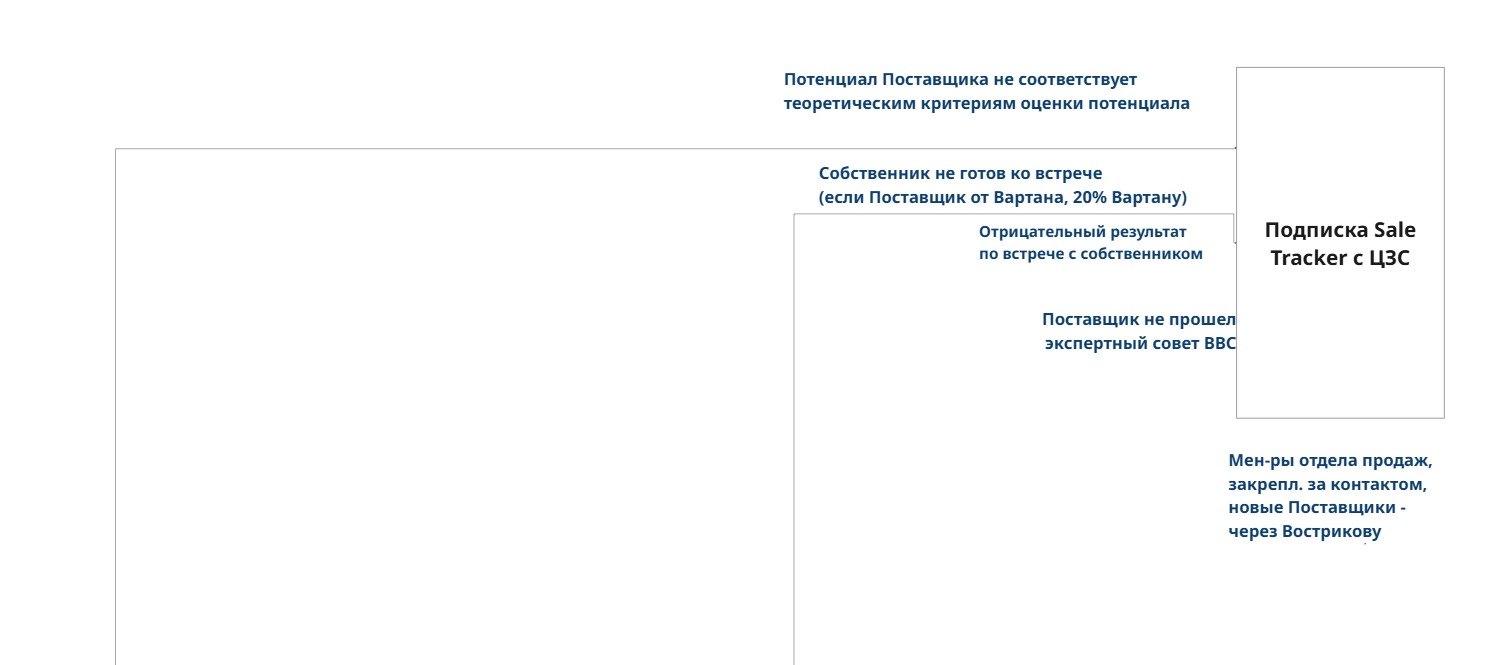 Потенциал Поставщика не соответствует
теоретическим критериям оценки потенциала
Собственник не готов ко встрече
(если Поставщик от Вартана, 20% Вартану)
Отрицательный результат
по встрече с собственником
Поставщик не прошел
экспертный совет ВВС
Подписка Sale
Tracker с ЦЗС
Мен-ры отдела продаж,
закрепл. за контактом,
новые Поставщики -
через Вострикову